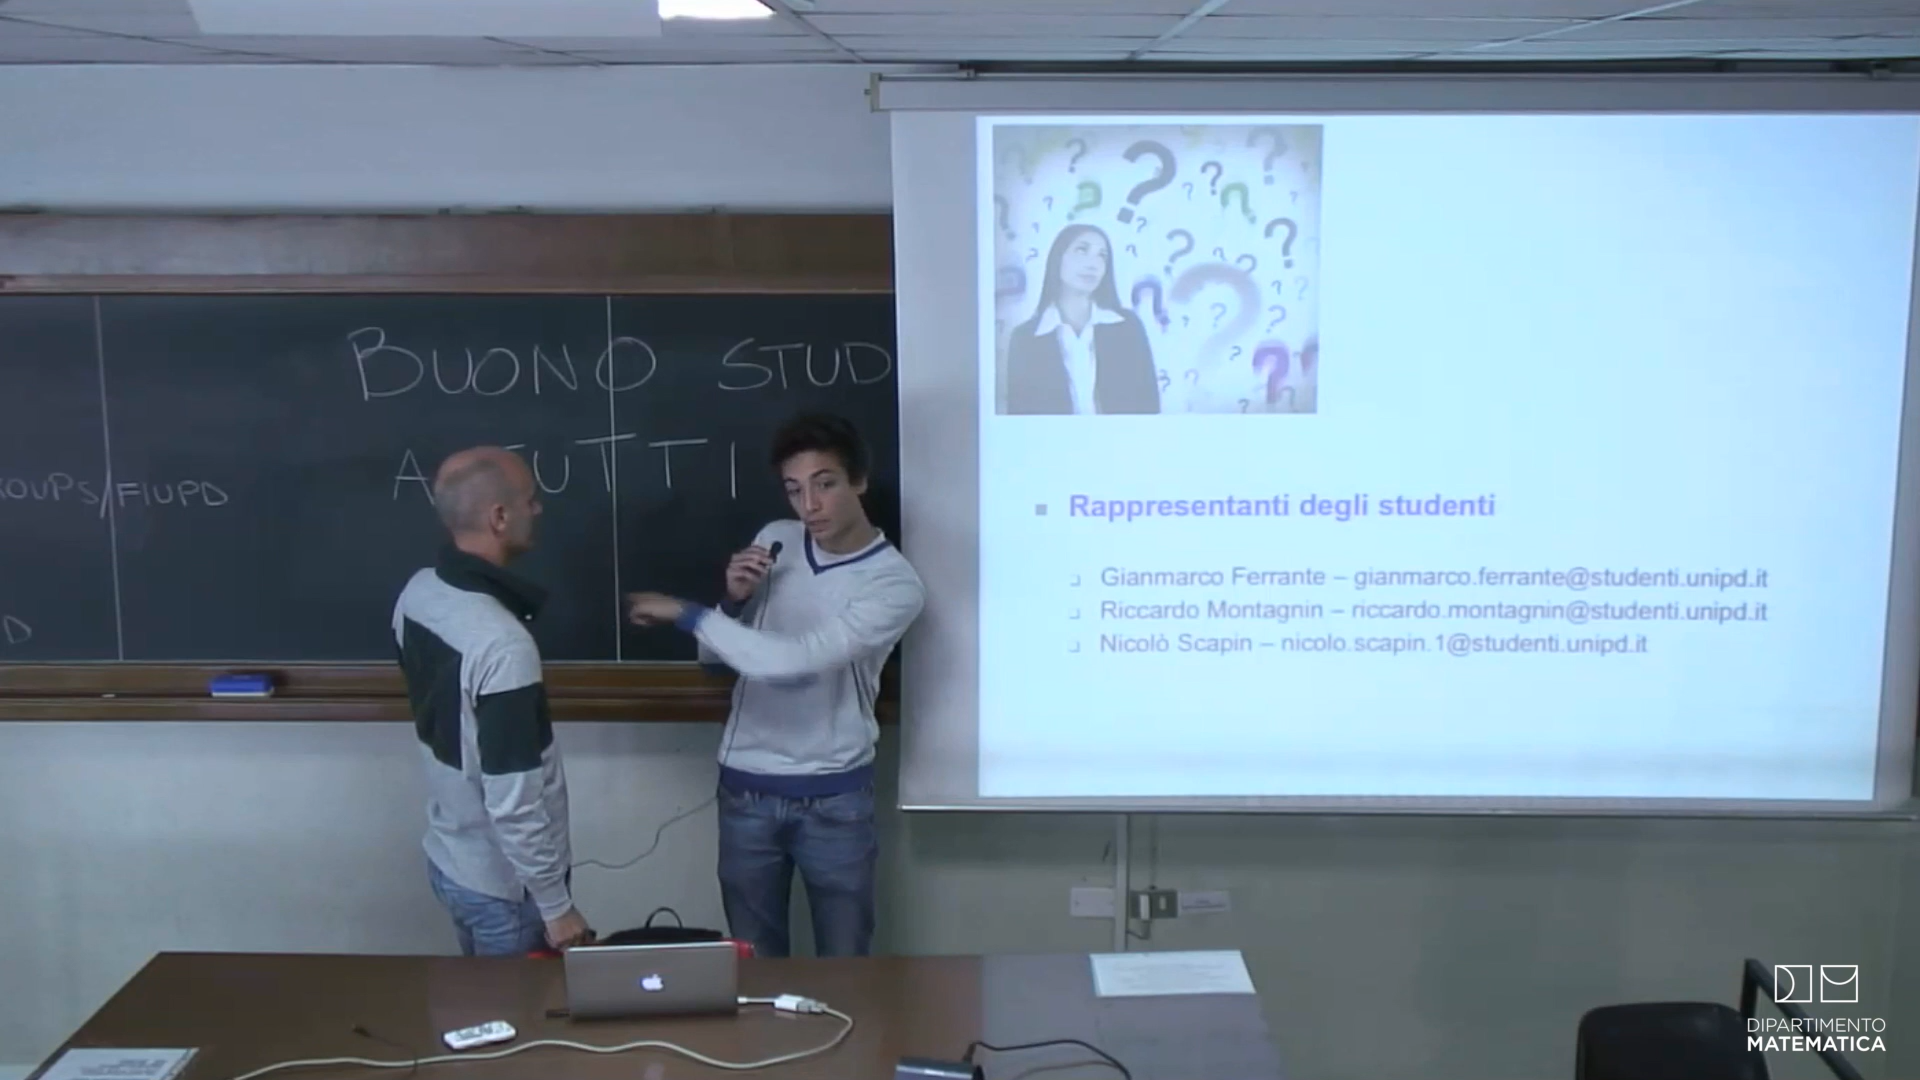 BUONO STUD
A TUTTI
/FIUPD
D
Rappresentanti degli studenti
Gianmarco Ferrante – gianmarco.ferrante@studenti.unipd.it
Riccardo Montagnin – riccardo.montagnin@studenti.unipd.it
Nicolò Scapin – nicolo.scapin.1@studenti.unipd.it
DIPARTIMENTO
MATEMATICA